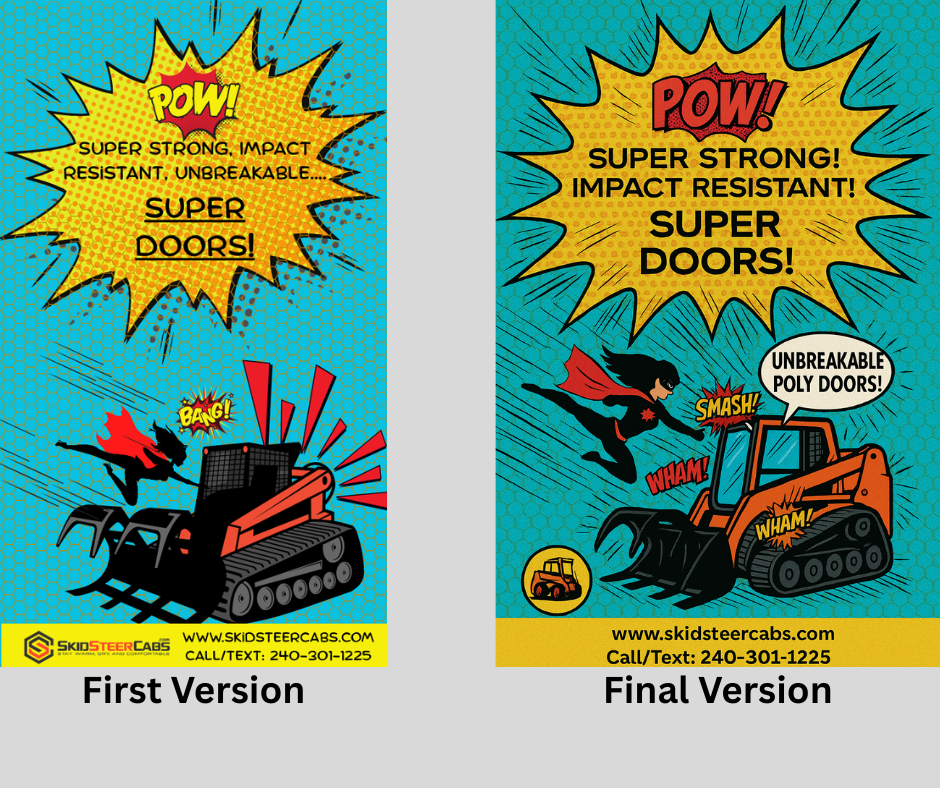 POW!
SUPER STRONG, IMPACT
RESISTANT, UNBREAKABLE....
SUPER
DOORS!
BANG!
SKIDSTEERCABS.com
STAY WARM, DRY, AND COMFORTABLE
WWW.SKIDSTEERCABS.COM
CALL/TEXT: 240-301-1225
First Version
POW!
SUPER STRONG!
IMPACT RESISTANT!
SUPER
DOORS!
UNBREAKABLE
POLY DOORS!
SMASH!
WHAM!
WHAM!
www.skidsteercabs.com
Call/Text: 240-301-1225
Final Version